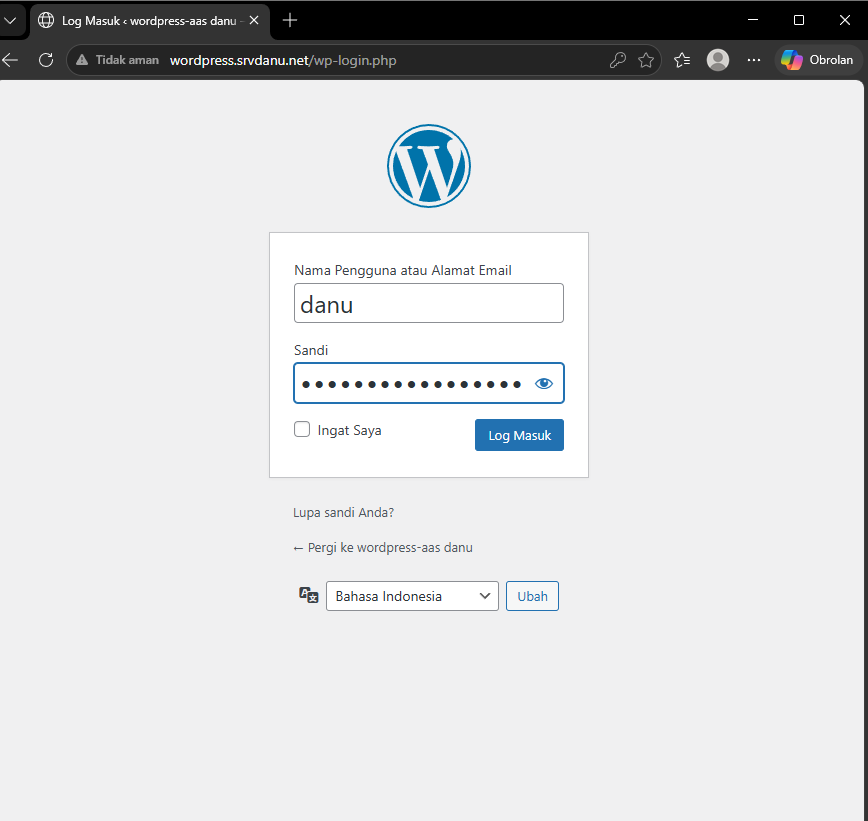 Log Masuk ‹ wordpress-aas danu -
Tidak aman wordpress.srvdanu.net/wp-login.php Obrolan
Nama Pengguna atau Alamat Email
danu
Sandi
Ingat Saya Log Masuk
Lupa sandi Anda?
← Pergi ke wordpress-aas danu
Bahasa Indonesia Ubah